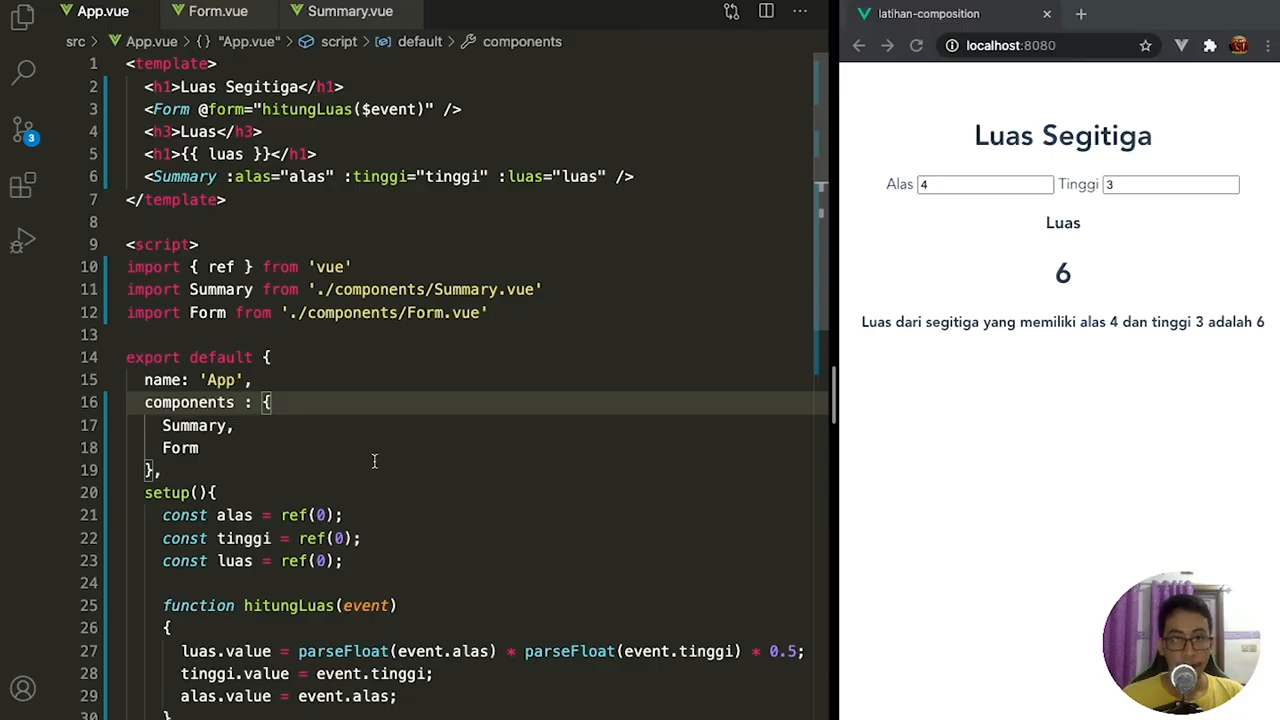 App.vue
Form.vue
Summary.vue
src > App.vue > {} "App.vue" > script > default > components
1 <template>
2 <h1>Luas Segitiga</h1>
3 <Form @form="hitungLuas($event)" />
4 <h3>Luas</h3>
5 <h1>{{ luas }}</h1>
6 <Summary :alas="alas" :tinggi="tinggi" :luas="luas" />
7 </template>
8
9 <script>
10 import { ref } from 'vue'
11 import Summary from './components/Summary.vue'
12 import Form from './components/Form.vue'
13
14 export default {
15 name: 'App',
16 components : {
17 Summary,
18 Form
19 },
20 setup(){
21 const alas = ref(0);
22 const tinggi = ref(0);
23 const luas = ref(0);
24
25 function hitungLuas(event)
26 {
27 luas.value = parseFloat(event.alas) * parseFloat(event.tinggi) * 0.5;
28 tinggi.value = event.tinggi;
29 alas.value = event.alas;
30 }
3
latihan-composition
localhost:8080
Luas Segitiga
Alas 4 Tinggi 3
Luas
6
Luas dari segitiga yang memiliki alas 4 dan tinggi 3 adalah 6